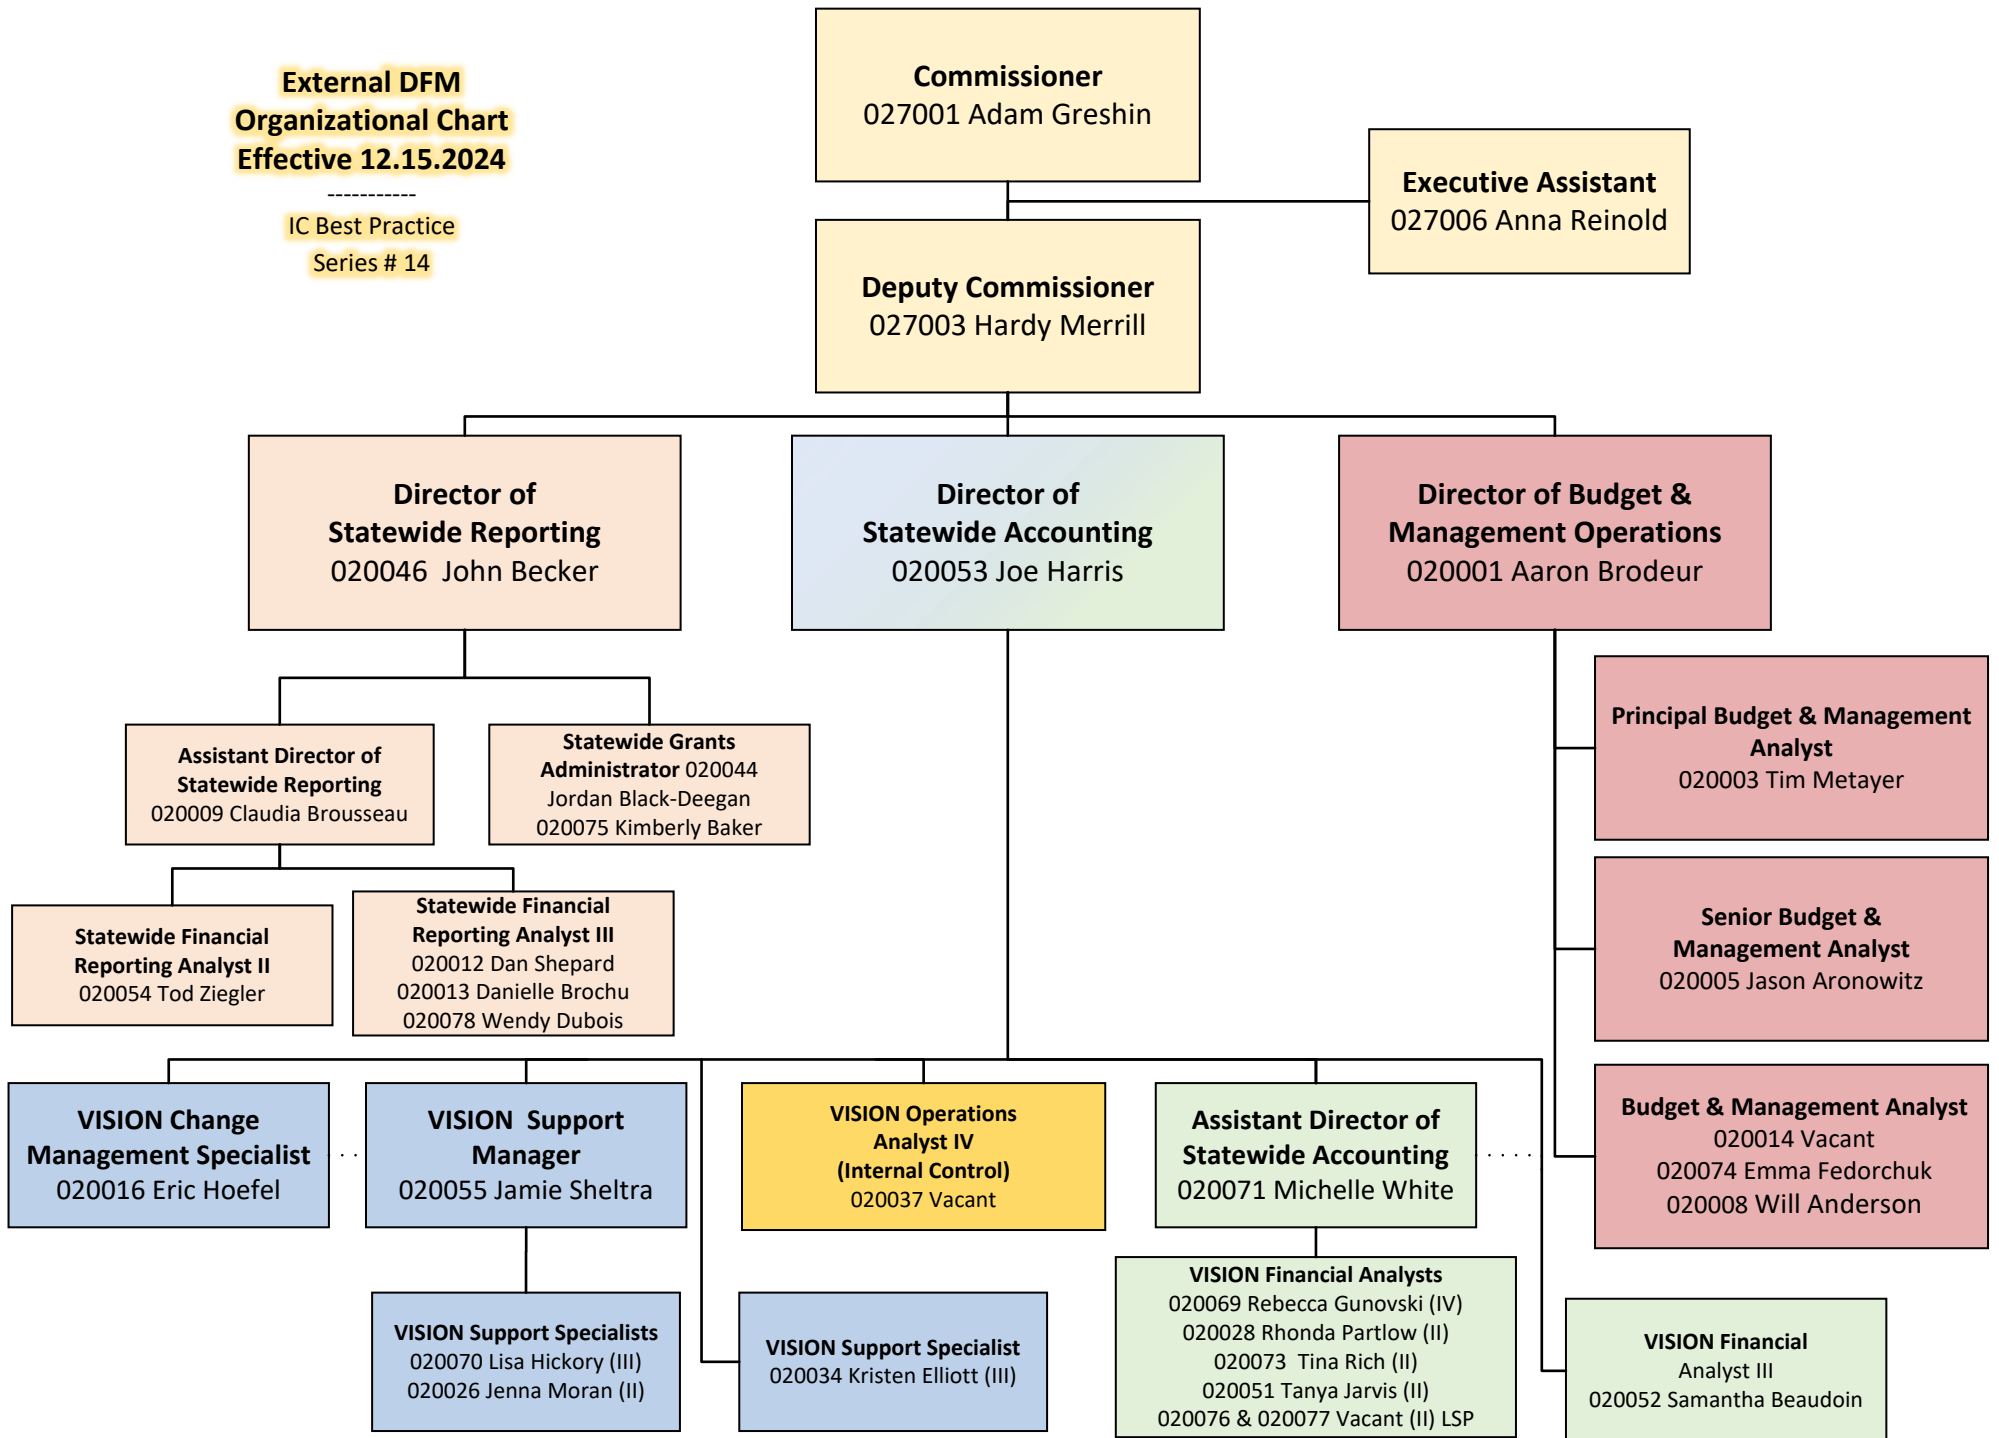 External DFM
Organizational Chart
Effective 12.15.2024
-----------
IC Best Practice
Series # 14
Commissioner
027001 Adam Greshin
Executive Assistant
027006 Anna Reinold
Deputy Commissioner
027003 Hardy Merrill
Director of
Statewide Reporting
020046  John Becker
Director of
Statewide Accounting
020053 Joe Harris
Director of Budget &
Management Operations
020001 Aaron Brodeur
Assistant Director of
Statewide Reporting
020009 Claudia Brousseau
Statewide Grants
Administrator 020044
Jordan Black-Deegan
020075 Kimberly Baker
Principal Budget & Management
Analyst
020003 Tim Metayer
Statewide Financial
Reporting Analyst II
020054 Tod Ziegler
Statewide Financial
Reporting Analyst III
020012 Dan Shepard
020013 Danielle Brochu
020078 Wendy Dubois
Senior Budget &
Management Analyst
020005 Jason Aronowitz
VISION Change
Management Specialist
020016 Eric Hoefel
VISION  Support
Manager
020055 Jamie Sheltra
VISION Operations
Analyst IV
(Internal Control)
020037 Vacant
Assistant Director of
Statewide Accounting
020071 Michelle White
Budget & Management Analyst
020014 Vacant
020074 Emma Fedorchuk
020008 Will Anderson
VISION Support Specialists
020070 Lisa Hickory (III)
020026 Jenna Moran (II)
VISION Support Specialist
020034 Kristen Elliott (III)
VISION Financial Analysts
020069 Rebecca Gunovski (IV)
020028 Rhonda Partlow (II)
020073  Tina Rich (II)
020051 Tanya Jarvis (II)
020076 & 020077 Vacant (II) LSP
VISION Financial
Analyst III
020052 Samantha Beaudoin